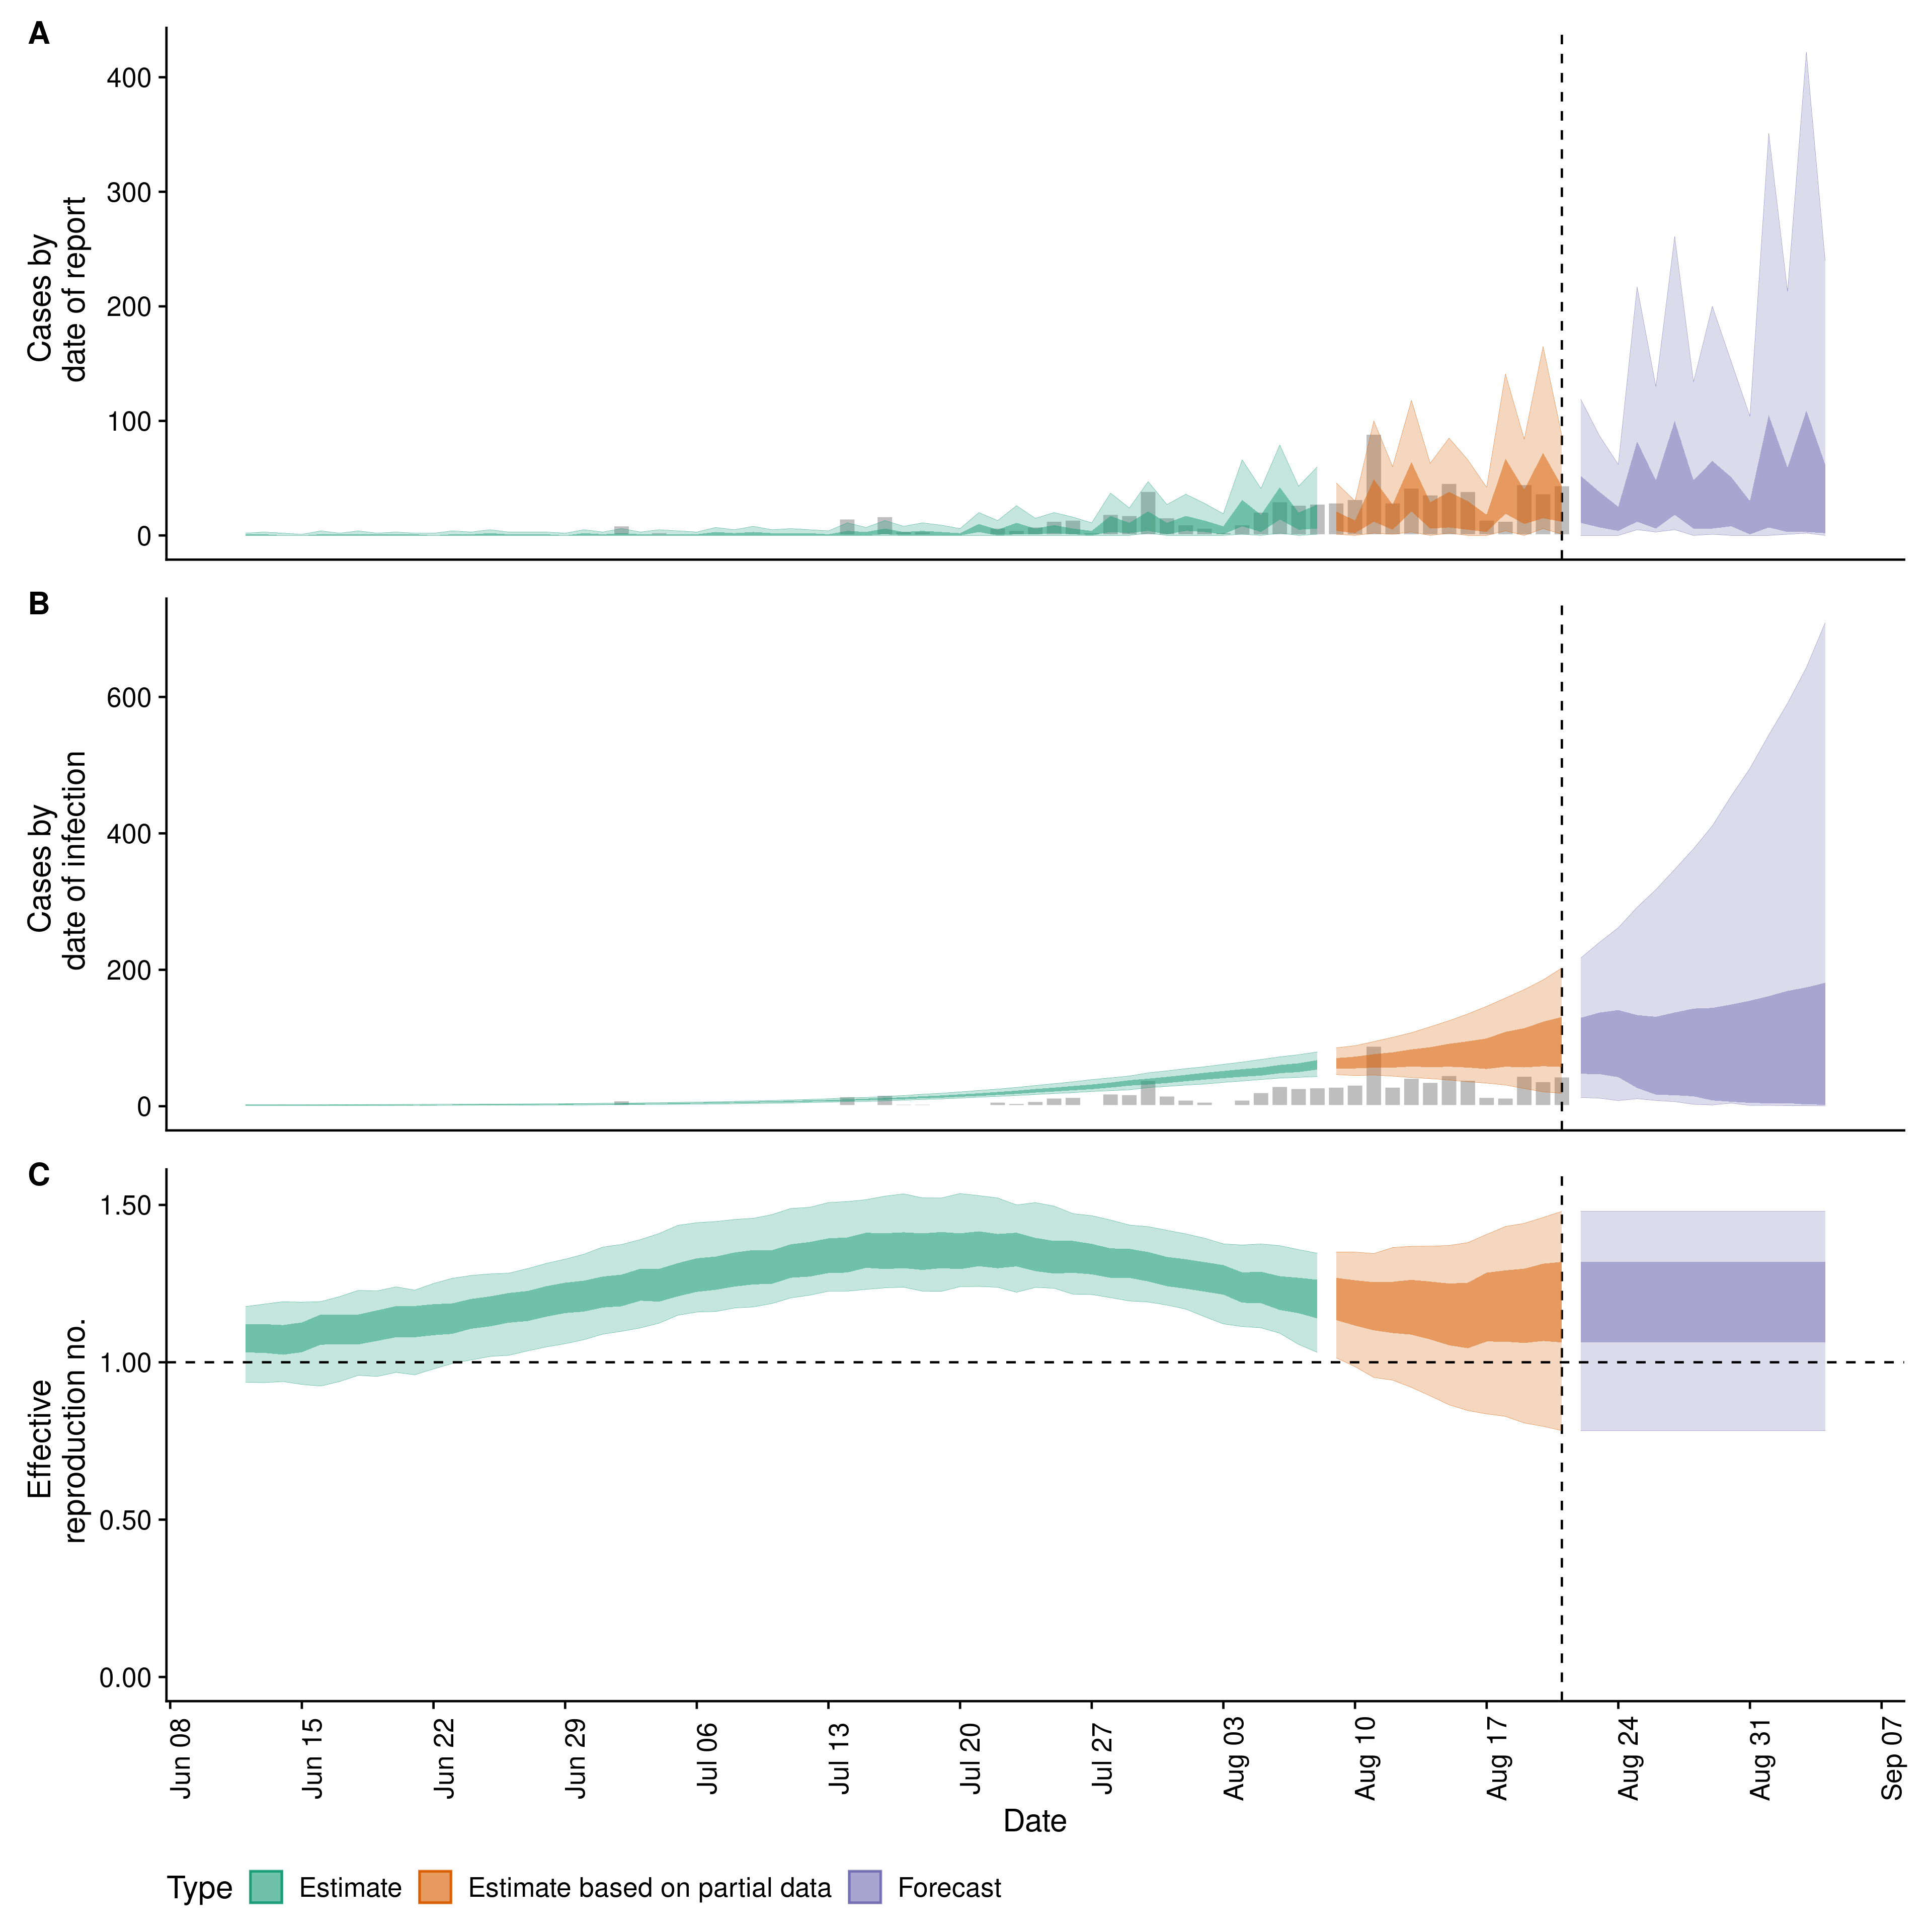 A
Cases by
date of report
400
300
200
100
0
B
Cases by
date of infection
600
400
200
0
C
Effective
reproduction no.
1.50
1.00
0.50
0.00
Jun 08
Jun 15
Jun 22
Jun 29
Jul 06
Jul 13
Jul 20
Jul 27
Aug 03
Aug 10
Aug 17
Aug 24
Aug 31
Sep 07
Date
Type Estimate Estimate based on partial data Forecast